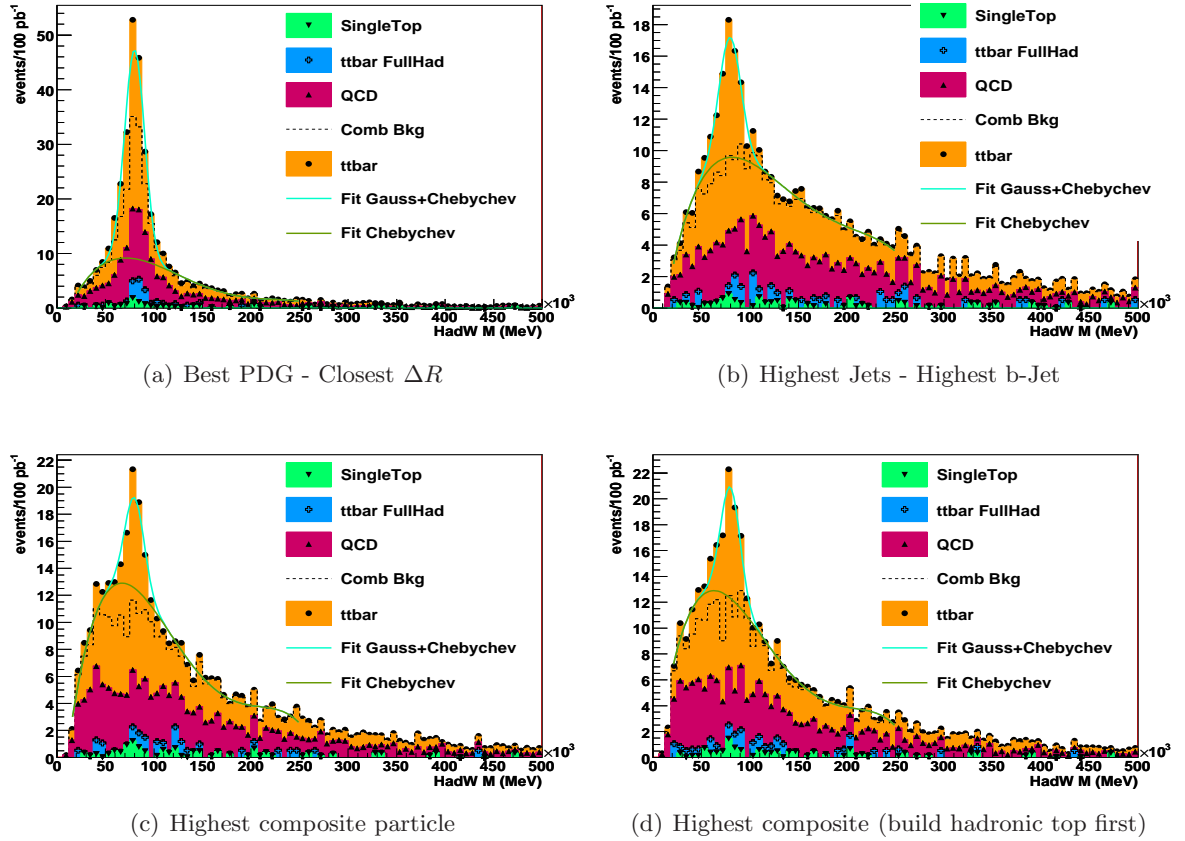 events/100 pb⁻¹
50
40
30
20
10
0
SingleTop
ttbar FullHad
QCD
Comb Bkg
ttbar
Fit Gauss+Chebychev
Fit Chebychev
0 50 100 150 200 250 300 350 400 450 500
×10³
HadW M (MeV)
(a) Best PDG - Closest ΔR
events/100 pb⁻¹
18
16
14
12
10
8
6
4
2
0
SingleTop
ttbar FullHad
QCD
Comb Bkg
ttbar
Fit Gauss+Chebychev
Fit Chebychev
0 50 100 150 200 250 300 350 400 450 500
×10³
HadW M (MeV)
(b) Highest Jets - Highest b-Jet
events/100 pb⁻¹
22
20
18
16
14
12
10
8
6
4
2
0
SingleTop
ttbar FullHad
QCD
Comb Bkg
ttbar
Fit Gauss+Chebychev
Fit Chebychev
0 50 100 150 200 250 300 350 400 450 500
×10³
HadW M (MeV)
(c) Highest composite particle
events/100 pb⁻¹
22
20
18
16
14
12
10
8
6
4
2
0
SingleTop
ttbar FullHad
QCD
Comb Bkg
ttbar
Fit Gauss+Chebychev
Fit Chebychev
0 50 100 150 200 250 300 350 400 450 500
×10³
HadW M (MeV)
(d) Highest composite (build hadronic top first)